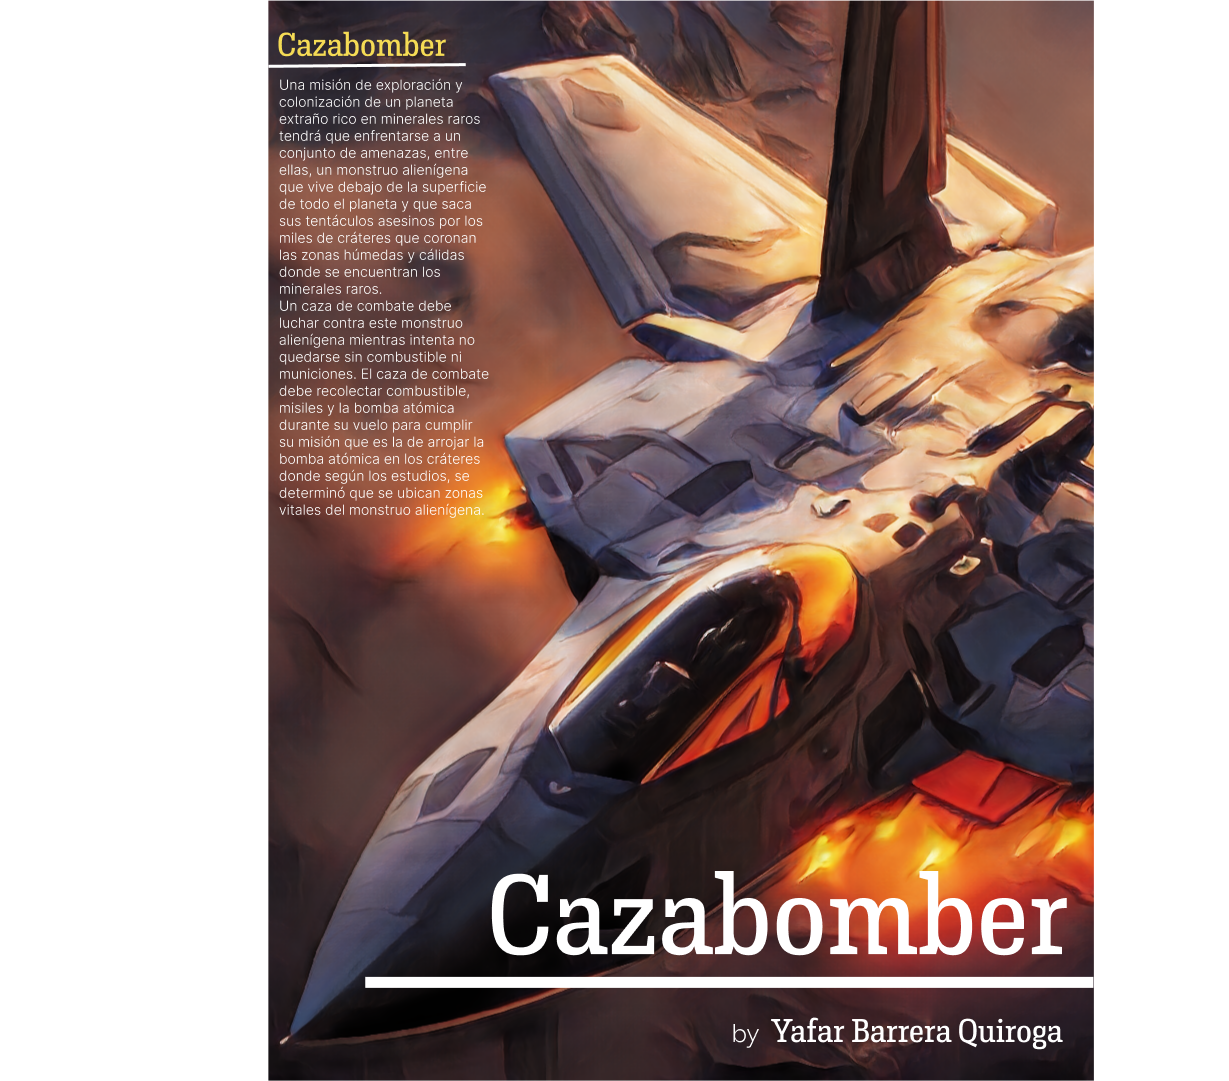 Cazabomber
Una misión de exploración y
colonización de un planeta
extraño rico en minerales raros
tendrá que enfrentarse a un
conjunto de amenazas, entre
ellas, un monstruo alienígena
que vive debajo de la superficie
de todo el planeta y que saca
sus tentáculos asesinos por los
miles de cráteres que coronan
las zonas húmedas y cálidas
donde se encuentran los
minerales raros.
Un caza de combate debe
luchar contra este monstruo
alienígena mientras intenta no
quedarse sin combustible ni
municiones. El caza de combate
debe recolectar combustible,
misiles y la bomba atómica
durante su vuelo para cumplir
su misión que es la de arrojar la
bomba atómica en los cráteres
donde según los estudios, se
determinó que se ubican zonas
vitales del monstruo alienígena.
Cazabomber
by Yafar Barrera Quiroga